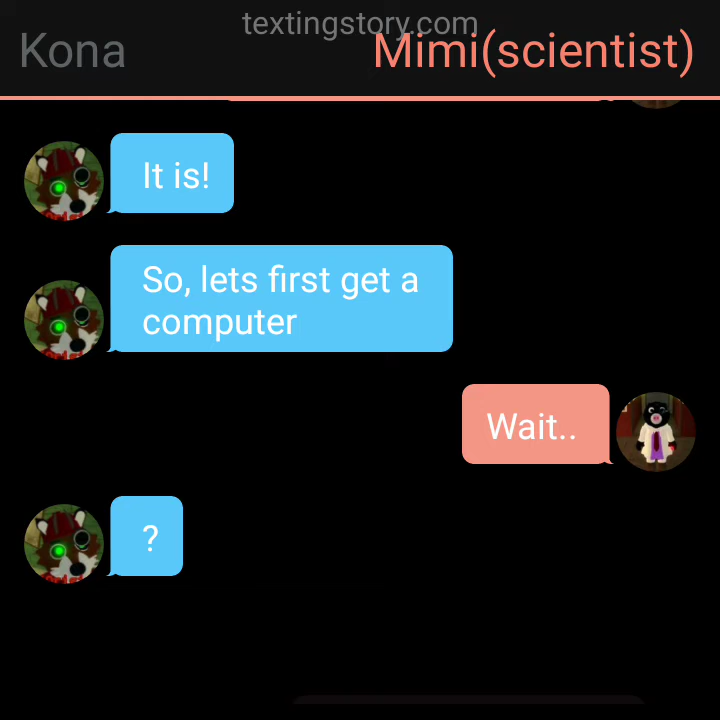 textingstory.com
Kona
Mimi(scientist)
It is!
So, lets first get a
computer
Wait..
?